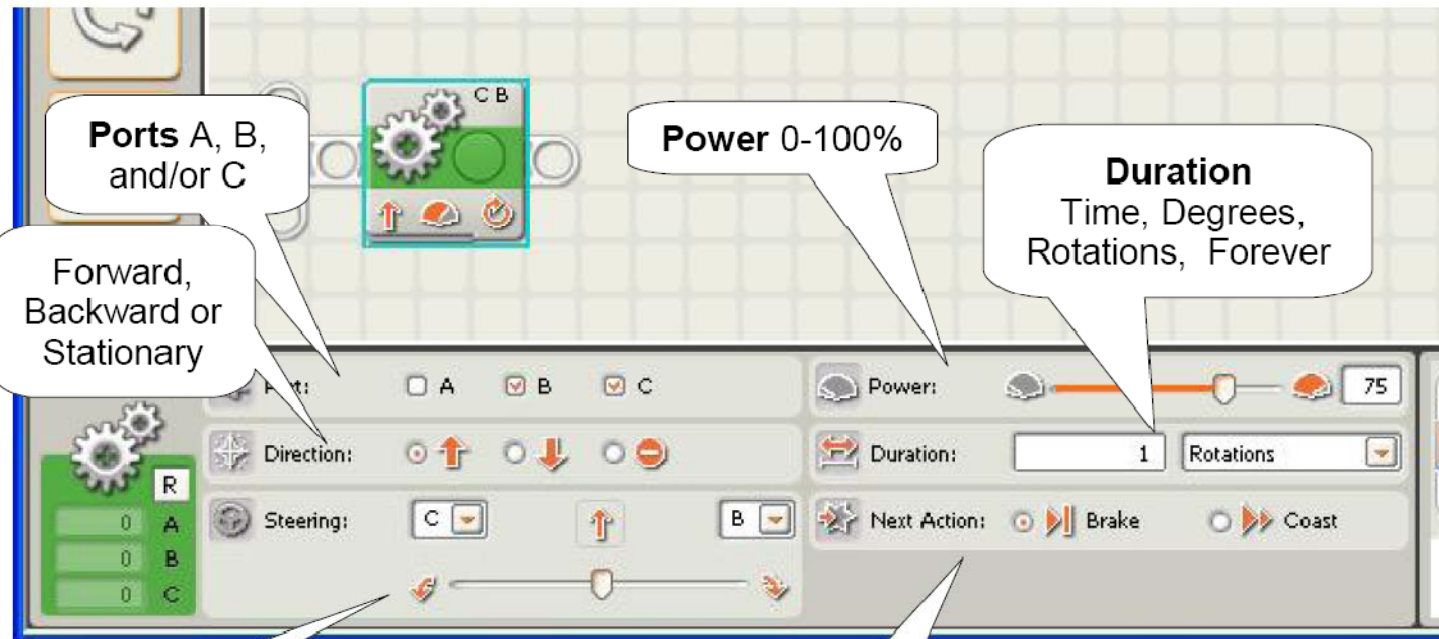 C B
Ports A, B,
and/or C
Power 0-100%
Duration
Time, Degrees,
Rotations, Forever
Forward,
Backward or
Stationary
A B C
Power: 75
Direction:
Duration: 1 Rotations
R
0 A
0 B
0 C
Steering: C B
Next Action: Brake Coast